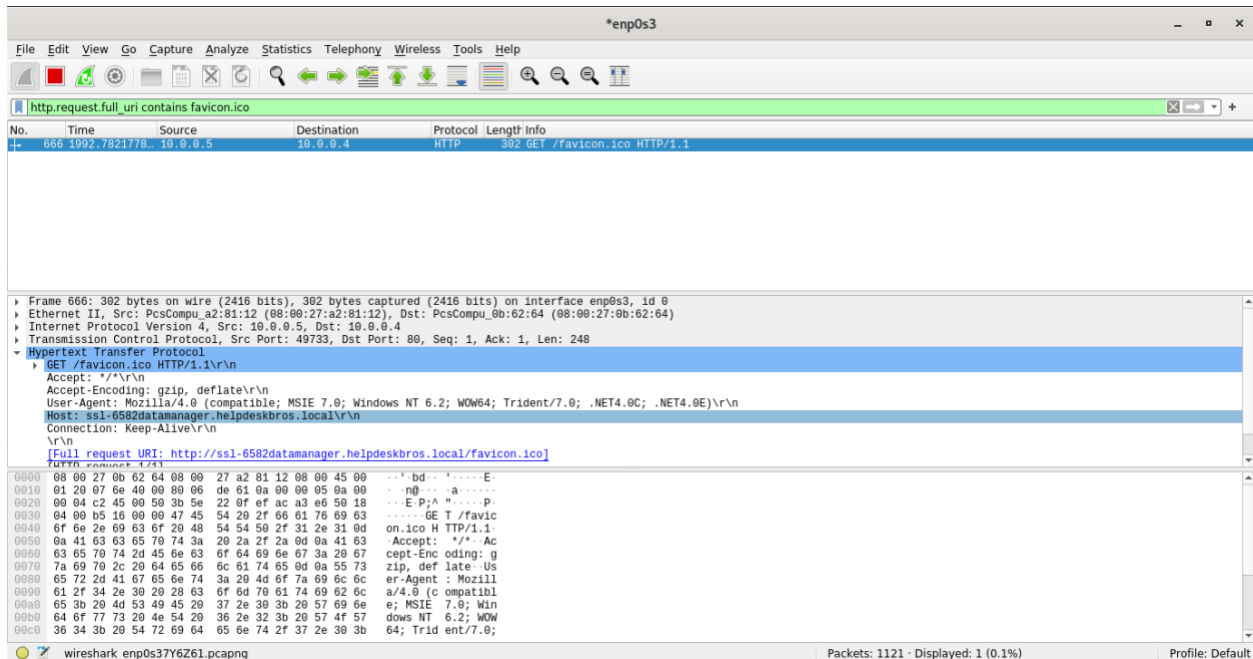 *enp0s3
File Edit View Go Capture Analyze Statistics Telephony Wireless Tools Help
http.request.full_uri contains favicon.ico
No. Time Source Destination Protocol Length Info
666 1992.7821778… 10.0.0.5 10.0.0.4 HTTP 302 GET /favicon.ico HTTP/1.1
Frame 666: 302 bytes on wire (2416 bits), 302 bytes captured (2416 bits) on interface enp0s3, id 0
Ethernet II, Src: PcsCompu_a2:81:12 (08:00:27:a2:81:12), Dst: PcsCompu_0b:62:64 (08:00:27:0b:62:64)
Internet Protocol Version 4, Src: 10.0.0.5, Dst: 10.0.0.4
Transmission Control Protocol, Src Port: 49733, Dst Port: 80, Seq: 1, Ack: 1, Len: 248
Hypertext Transfer Protocol
GET /favicon.ico HTTP/1.1\r\n
Accept: */*\r\n
Accept-Encoding: gzip, deflate\r\n
User-Agent: Mozilla/4.0 (compatible; MSIE 7.0; Windows NT 6.2; WOW64; Trident/7.0; .NET4.0C; .NET4.0E)\r\n
Host: ssl-6582datamanager.helpdeskbros.local\r\n
Connection: Keep-Alive\r\n
\r\n
[Full request URI: http://ssl-6582datamanager.helpdeskbros.local/favicon.ico]
[HTTP request 1/1]
0000 08 00 27 0b 62 64 08 00 27 a2 81 12 08 00 45 00 ··'·bd·· '·····E·
0010 01 20 07 6e 40 00 80 06 de 61 0a 00 00 05 0a 00 · ·n@··· ·a······
0020 00 04 c2 45 00 50 3b 5e 22 0f ef ac a3 e6 50 18 ···E·P;^ "·····P·
0030 04 00 b5 16 00 00 47 45 54 20 2f 66 61 76 69 63 ······GE T /favic
0040 6f 6e 2e 69 63 6f 20 48 54 54 50 2f 31 2e 31 0d on.ico H TTP/1.1·
0050 0a 41 63 63 65 70 74 3a 20 2a 2f 2a 0d 0a 41 63 ·Accept: */*··Ac
0060 63 65 70 74 2d 45 6e 63 6f 64 69 6e 67 3a 20 67 cept-Enc oding: g
0070 7a 69 70 2c 20 64 65 66 6c 61 74 65 0d 0a 55 73 zip, def late··Us
0080 65 72 2d 41 67 65 6e 74 3a 20 4d 6f 7a 69 6c 6c er-Agent : Mozill
0090 61 2f 34 2e 30 20 28 63 6f 6d 70 61 74 69 62 6c a/4.0 (c ompatibl
00a0 65 3b 20 4d 53 49 45 20 37 2e 30 3b 20 57 69 6e e; MSIE 7.0; Win
00b0 64 6f 77 73 20 4e 54 20 36 2e 32 3b 20 57 4f 57 dows NT 6.2; WOW
00c0 36 34 3b 20 54 72 69 64 65 6e 74 2f 37 2e 30 3b 64; Trid ent/7.0;
wireshark_enp0s37Y6Z61.pcapng Packets: 1121 · Displayed: 1 (0.1%) Profile: Default